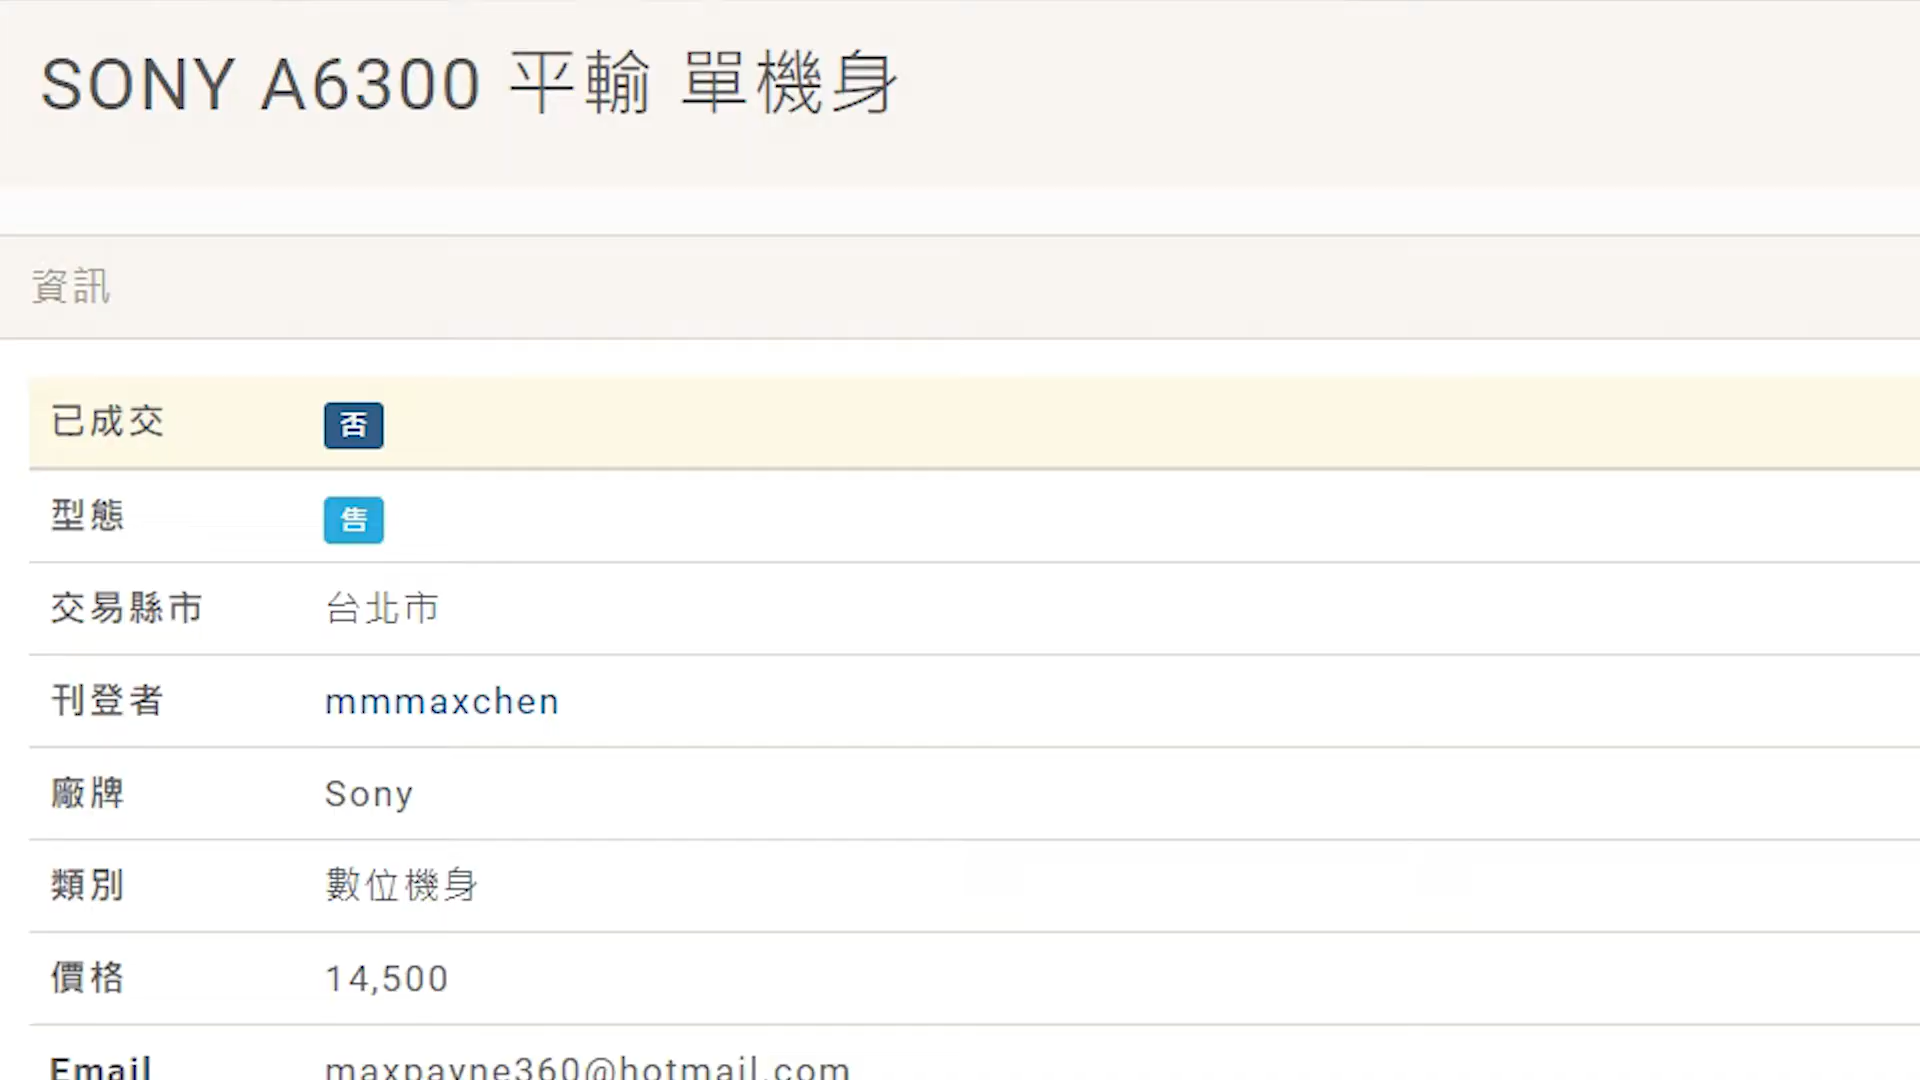 SONY A6300 平輸 單機身
資訊
已成交 否
型態 售
交易縣市 台北市
刊登者 mmmaxchen
廠牌 Sony
類別 數位機身
價格 14,500
Email maxpayne360@hotmail.com